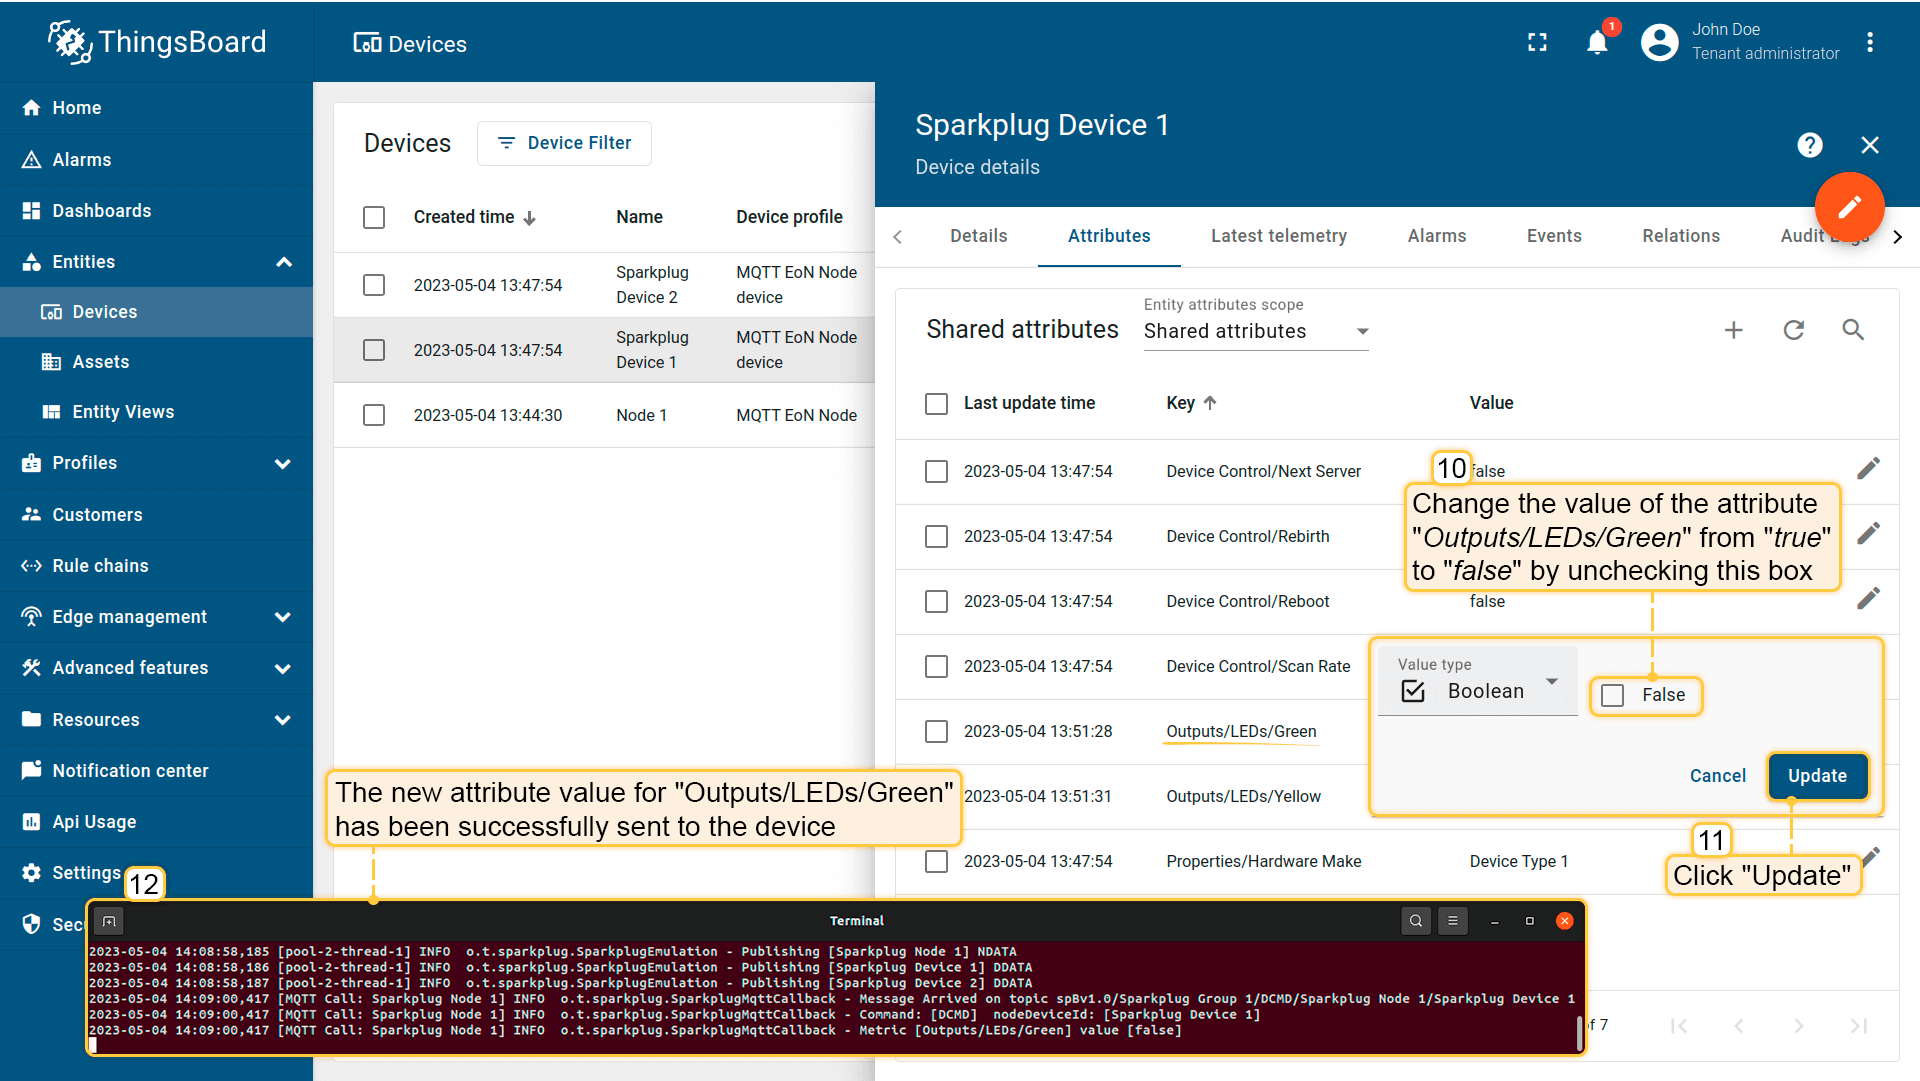 ThingsBoard
Devices
1
John Doe
Tenant administrator
Home
Alarms
Dashboards
Entities
Devices
Assets
Entity Views
Profiles
Customers
Rule chains
Edge management
Advanced features
Resources
Notification center
Api Usage
Settings
Devices
Device Filter
Created time
Name
Device profile
2023-05-04 13:47:54
Sparkplug
Device 2
MQTT EoN Node
device
2023-05-04 13:47:54
Sparkplug
Device 1
MQTT EoN Node
device
2023-05-04 13:44:30
Node 1
MQTT EoN Node
Sparkplug Device 1
Device details
?
Details
Attributes
Latest telemetry
Alarms
Events
Relations
Audit
Shared attributes
Entity attributes scope
Shared attributes
Last update time
Key
Value
2023-05-04 13:47:54
Device Control/Next Server
false
2023-05-04 13:47:54
Device Control/Rebirth
2023-05-04 13:47:54
Device Control/Reboot
false
2023-05-04 13:47:54
Device Control/Scan Rate
2023-05-04 13:51:28
Outputs/LEDs/Green
2023-05-04 13:51:31
Outputs/LEDs/Yellow
2023-05-04 13:47:54
Properties/Hardware Make
Device Type 1
of 7
10
Change the value of the attribute
"Outputs/LEDs/Green" from "true"
to "false" by unchecking this box
Value type
Boolean
False
Cancel
Update
11
Click "Update"
The new attribute value for "Outputs/LEDs/Green"
has been successfully sent to the device
12
Terminal
2023-05-04 14:08:58,185 [pool-2-thread-1] INFO  o.t.sparkplug.SparkplugEmulation - Publishing [Sparkplug Node 1] NDATA
2023-05-04 14:08:58,186 [pool-2-thread-1] INFO  o.t.sparkplug.SparkplugEmulation - Publishing [Sparkplug Device 1] DDATA
2023-05-04 14:08:58,187 [pool-2-thread-1] INFO  o.t.sparkplug.SparkplugEmulation - Publishing [Sparkplug Device 2] DDATA
2023-05-04 14:09:00,417 [MQTT Call: Sparkplug Node 1] INFO  o.t.sparkplug.SparkplugMqttCallback - Message Arrived on topic spBv1.0/Sparkplug Group 1/DCMD/Sparkplug Node 1/Sparkplug Device 1
2023-05-04 14:09:00,417 [MQTT Call: Sparkplug Node 1] INFO  o.t.sparkplug.SparkplugMqttCallback - Command: [DCMD]  nodeDeviceId: [Sparkplug Device 1]
2023-05-04 14:09:00,417 [MQTT Call: Sparkplug Node 1] INFO  o.t.sparkplug.SparkplugMqttCallback - Metric [Outputs/LEDs/Green] value [false]